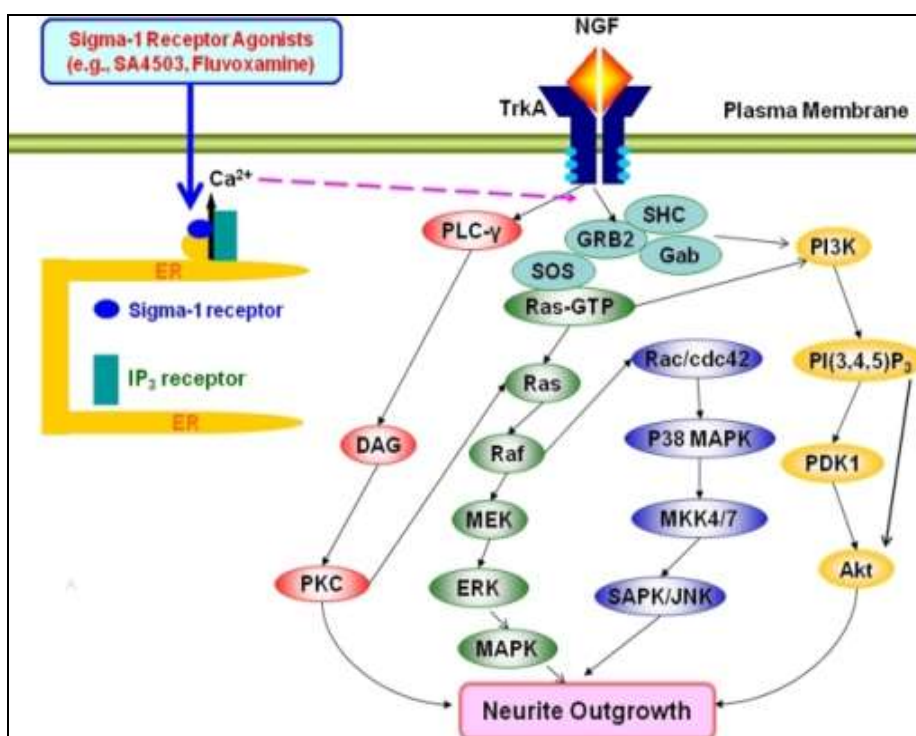 Sigma-1 Receptor Agonists
(e.g., SA4503, Fluvoxamine)
NGF
TrkA
Plasma Membrane
Ca²⁺
ER
Sigma-1 receptor
IP₃ receptor
ER
PLC-γ
SHC
GRB2
Gab
SOS
Ras-GTP
PI3K
Ras
Rac/cdc42
PI(3,4,5)P₃
DAG
Raf
P38 MAPK
PDK1
MEK
MKK4/7
PKC
ERK
SAPK/JNK
Akt
MAPK
Neurite Outgrowth
A